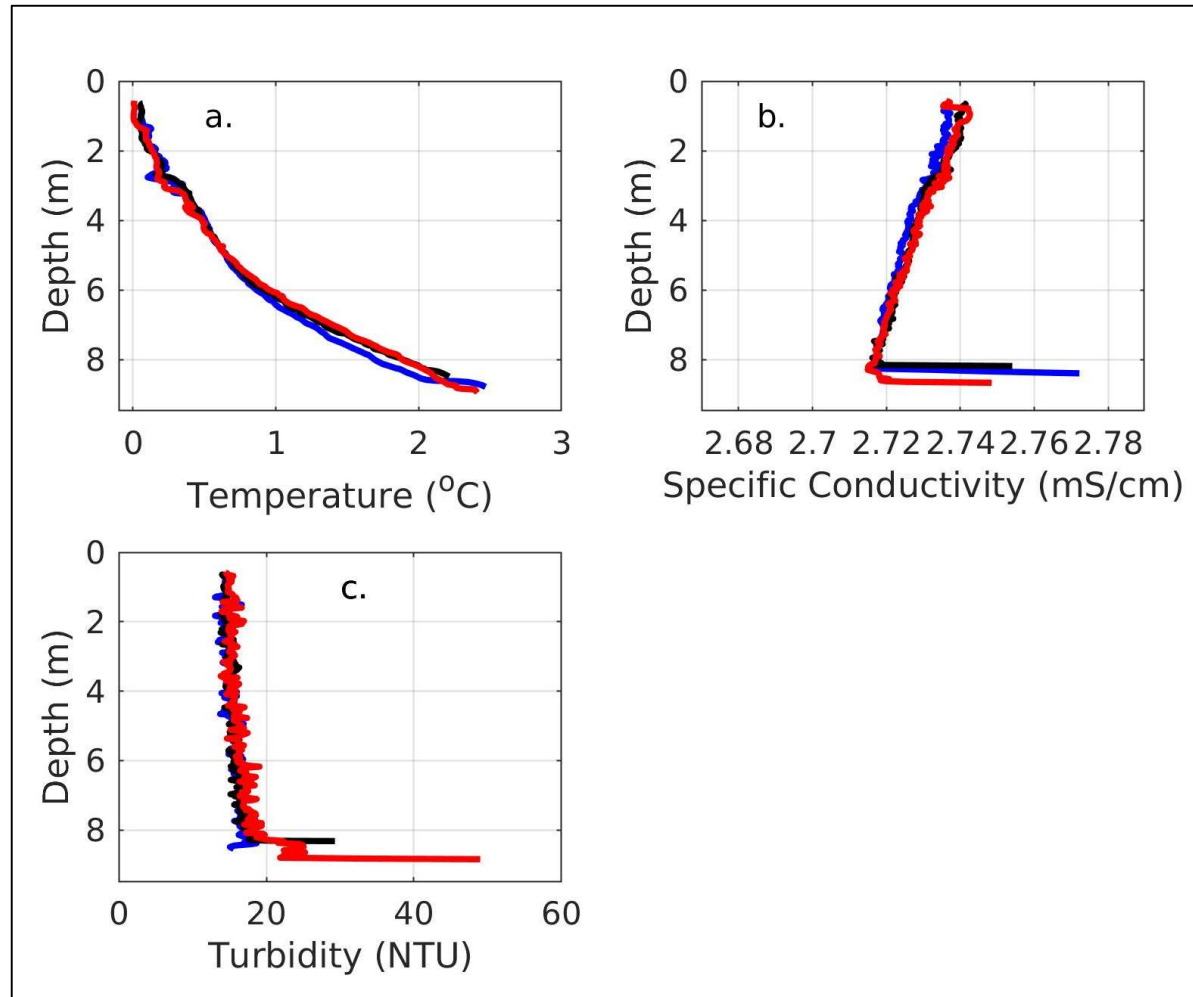 0
2
4
6
8
Depth (m)
a.
0 1 2 3
Temperature (°C)
0
2
4
6
8
Depth (m)
b.
2.68 2.7 2.72 2.74 2.76 2.78
Specific Conductivity (mS/cm)
0
2
4
6
8
Depth (m)
c.
0 20 40 60
Turbidity (NTU)